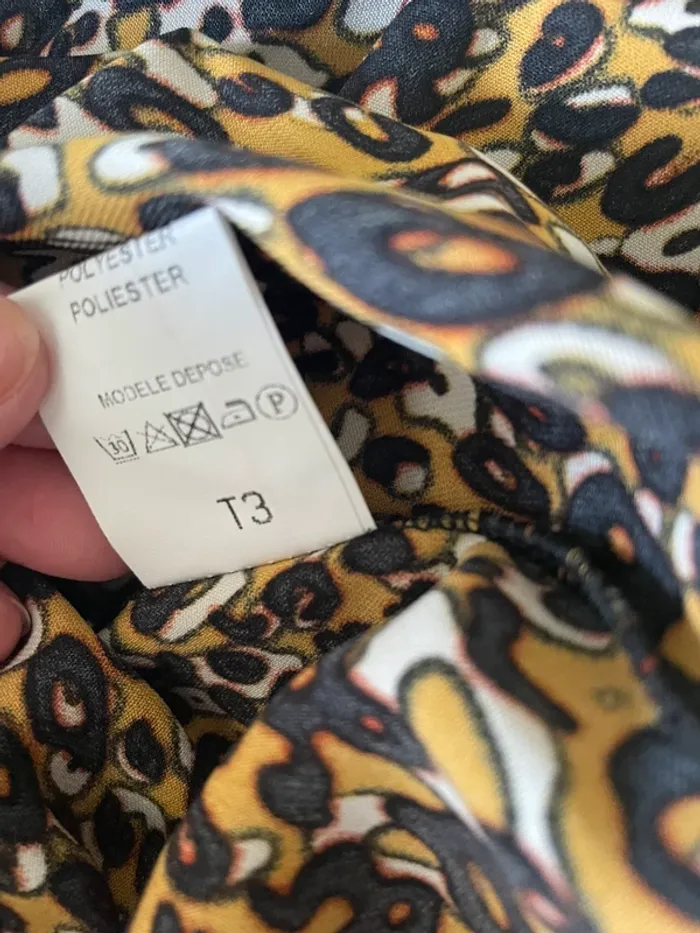 POLYESTER
POLIESTER
MODELE DEPOSE
30 P
T3